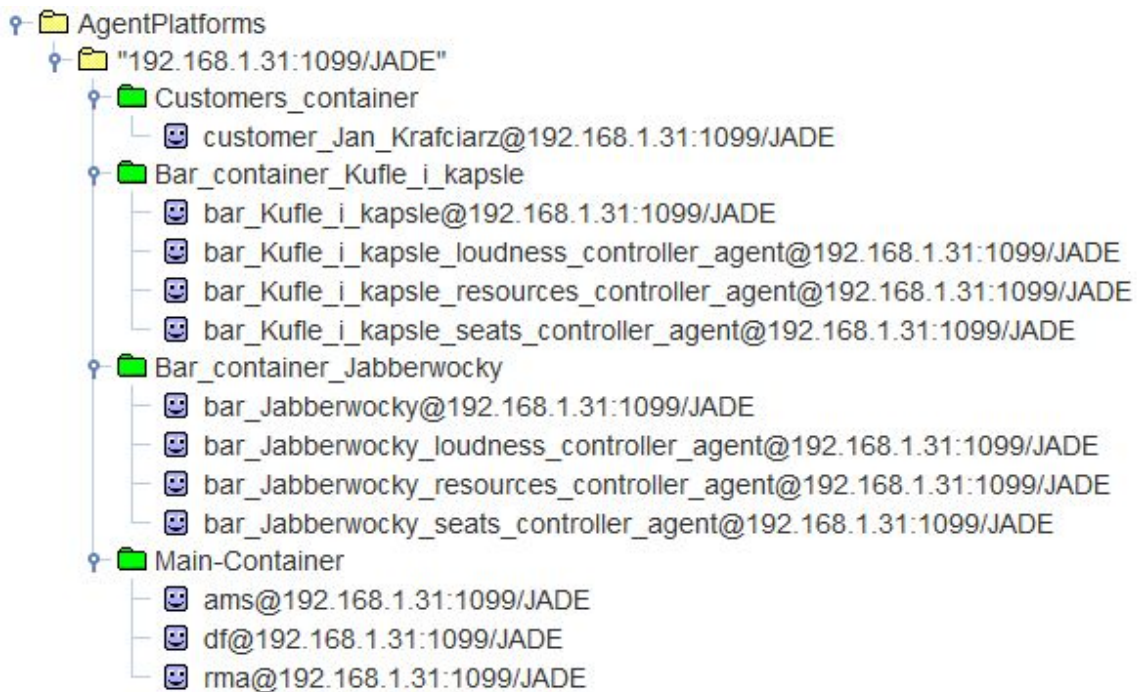 AgentPlatforms
"192.168.1.31:1099/JADE"
Customers_container
customer_Jan_Krafciarz@192.168.1.31:1099/JADE
Bar_container_Kufle_i_kapsle
bar_Kufle_i_kapsle@192.168.1.31:1099/JADE
bar_Kufle_i_kapsle_loudness_controller_agent@192.168.1.31:1099/JADE
bar_Kufle_i_kapsle_resources_controller_agent@192.168.1.31:1099/JADE
bar_Kufle_i_kapsle_seats_controller_agent@192.168.1.31:1099/JADE
Bar_container_Jabberwocky
bar_Jabberwocky@192.168.1.31:1099/JADE
bar_Jabberwocky_loudness_controller_agent@192.168.1.31:1099/JADE
bar_Jabberwocky_resources_controller_agent@192.168.1.31:1099/JADE
bar_Jabberwocky_seats_controller_agent@192.168.1.31:1099/JADE
Main-Container
ams@192.168.1.31:1099/JADE
df@192.168.1.31:1099/JADE
rma@192.168.1.31:1099/JADE